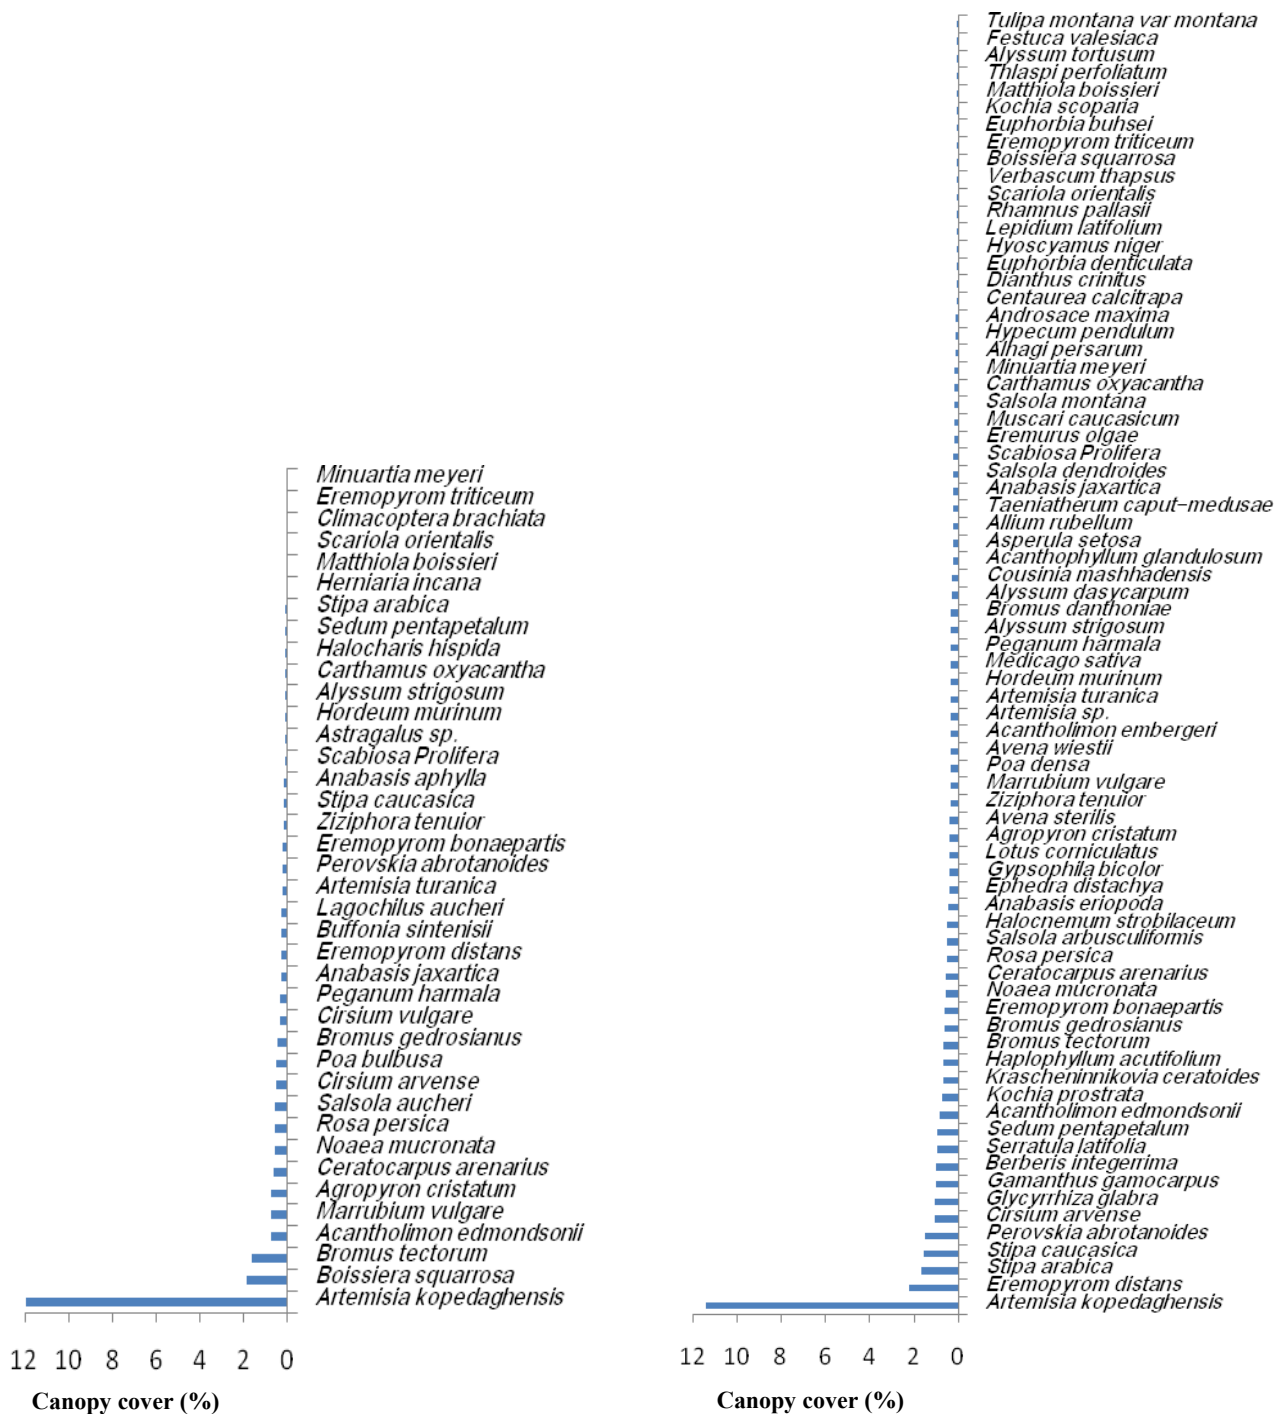 Minuartia meyeri
Eremopyrom triticeum
Climacoptera brachiata
Scariola orientalis
Matthiola boissieri
Herniaria incana
Stipa arabica
Sedum pentapetalum
Halocharis hispida
Carthamus oxyacantha
Alyssum strigosum
Hordeum murinum
Astragalus sp.
Scabiosa Prolifera
Anabasis aphylla
Stipa caucasica
Ziziphora tenuior
Eremopyrom bonaepartis
Perovskia abrotanoides
Artemisia turanica
Lagochilus aucheri
Buffonia sintenisii
Eremopyrom distans
Anabasis jaxartica
Peganum harmala
Cirsium vulgare
Bromus gedrosianus
Poa bulbusa
Cirsium arvense
Salsola aucheri
Rosa persica
Noaea mucronata
Ceratocarpus arenarius
Agropyron cristatum
Marrubium vulgare
Acantholimon edmondsonii
Bromus tectorum
Boissiera squarrosa
Artemisia kopedaghensis
12 10 8 6 4 2 0
Canopy cover (%)
Tulipa montana var montana
Festuca valesiaca
Alyssum tortusum
Thlaspi perfoliatum
Matthiola boissieri
Kochia scoparia
Euphorbia buhsei
Eremopyrom triticeum
Boissiera squarrosa
Verbascum thapsus
Scariola orientalis
Rhamnus pallasii
Lepidium latifolium
Hyoscyamus niger
Euphorbia denticulata
Dianthus crinitus
Centaurea calcitrapa
Androsace maxima
Hypecum pendulum
Alhagi persarum
Minuartia meyeri
Carthamus oxyacantha
Salsola montana
Muscari caucasicum
Eremurus olgae
Scabiosa Prolifera
Salsola dendroides
Anabasis jaxartica
Taeniatherum caput-medusae
Allium rubellum
Asperula setosa
Acanthophyllum glandulosum
Cousinia mashhadensis
Alyssum dasycarpum
Bromus danthoniae
Alyssum strigosum
Peganum harmala
Medicago sativa
Hordeum murinum
Artemisia turanica
Artemisia sp.
Acantholimon embergeri
Avena wiestii
Poa densa
Marrubium vulgare
Ziziphora tenuior
Avena sterilis
Agropyron cristatum
Lotus corniculatus
Gypsophila bicolor
Ephedra distachya
Anabasis eriopoda
Halocnemum strobilaceum
Salsola arbusculiformis
Rosa persica
Ceratocarpus arenarius
Noaea mucronata
Eremopyrom bonaepartis
Bromus gedrosianus
Bromus tectorum
Haplophyllum acutifolium
Krascheninnikovia ceratoides
Kochia prostrata
Acantholimon edmondsonii
Sedum pentapetalum
Serratula latifolia
Berberis integerrima
Gamanthus gamocarpus
Glycyrrhiza glabra
Cirsium arvense
Perovskia abrotanoides
Stipa caucasica
Stipa arabica
Eremopyrom distans
Artemisia kopedaghensis
12 10 8 6 4 2 0
Canopy cover (%)